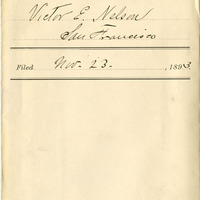 Victor E. Nelson
San Francisco
Filed Nov. 23. , 1893